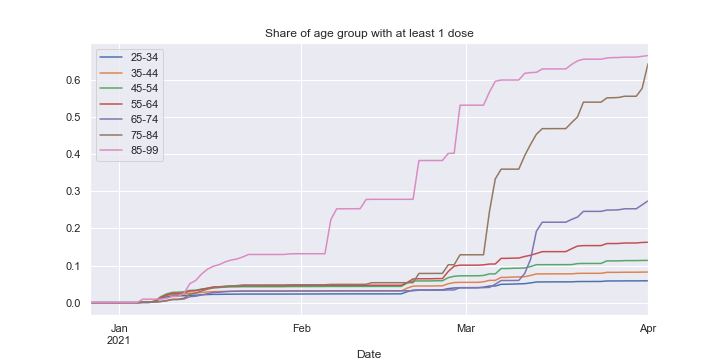 Share of age group with at least 1 dose
25-34
35-44
45-54
55-64
65-74
75-84
85-99
0.6
0.5
0.4
0.3
0.2
0.1
0.0
Jan
2021
Feb
Mar
Apr
Date